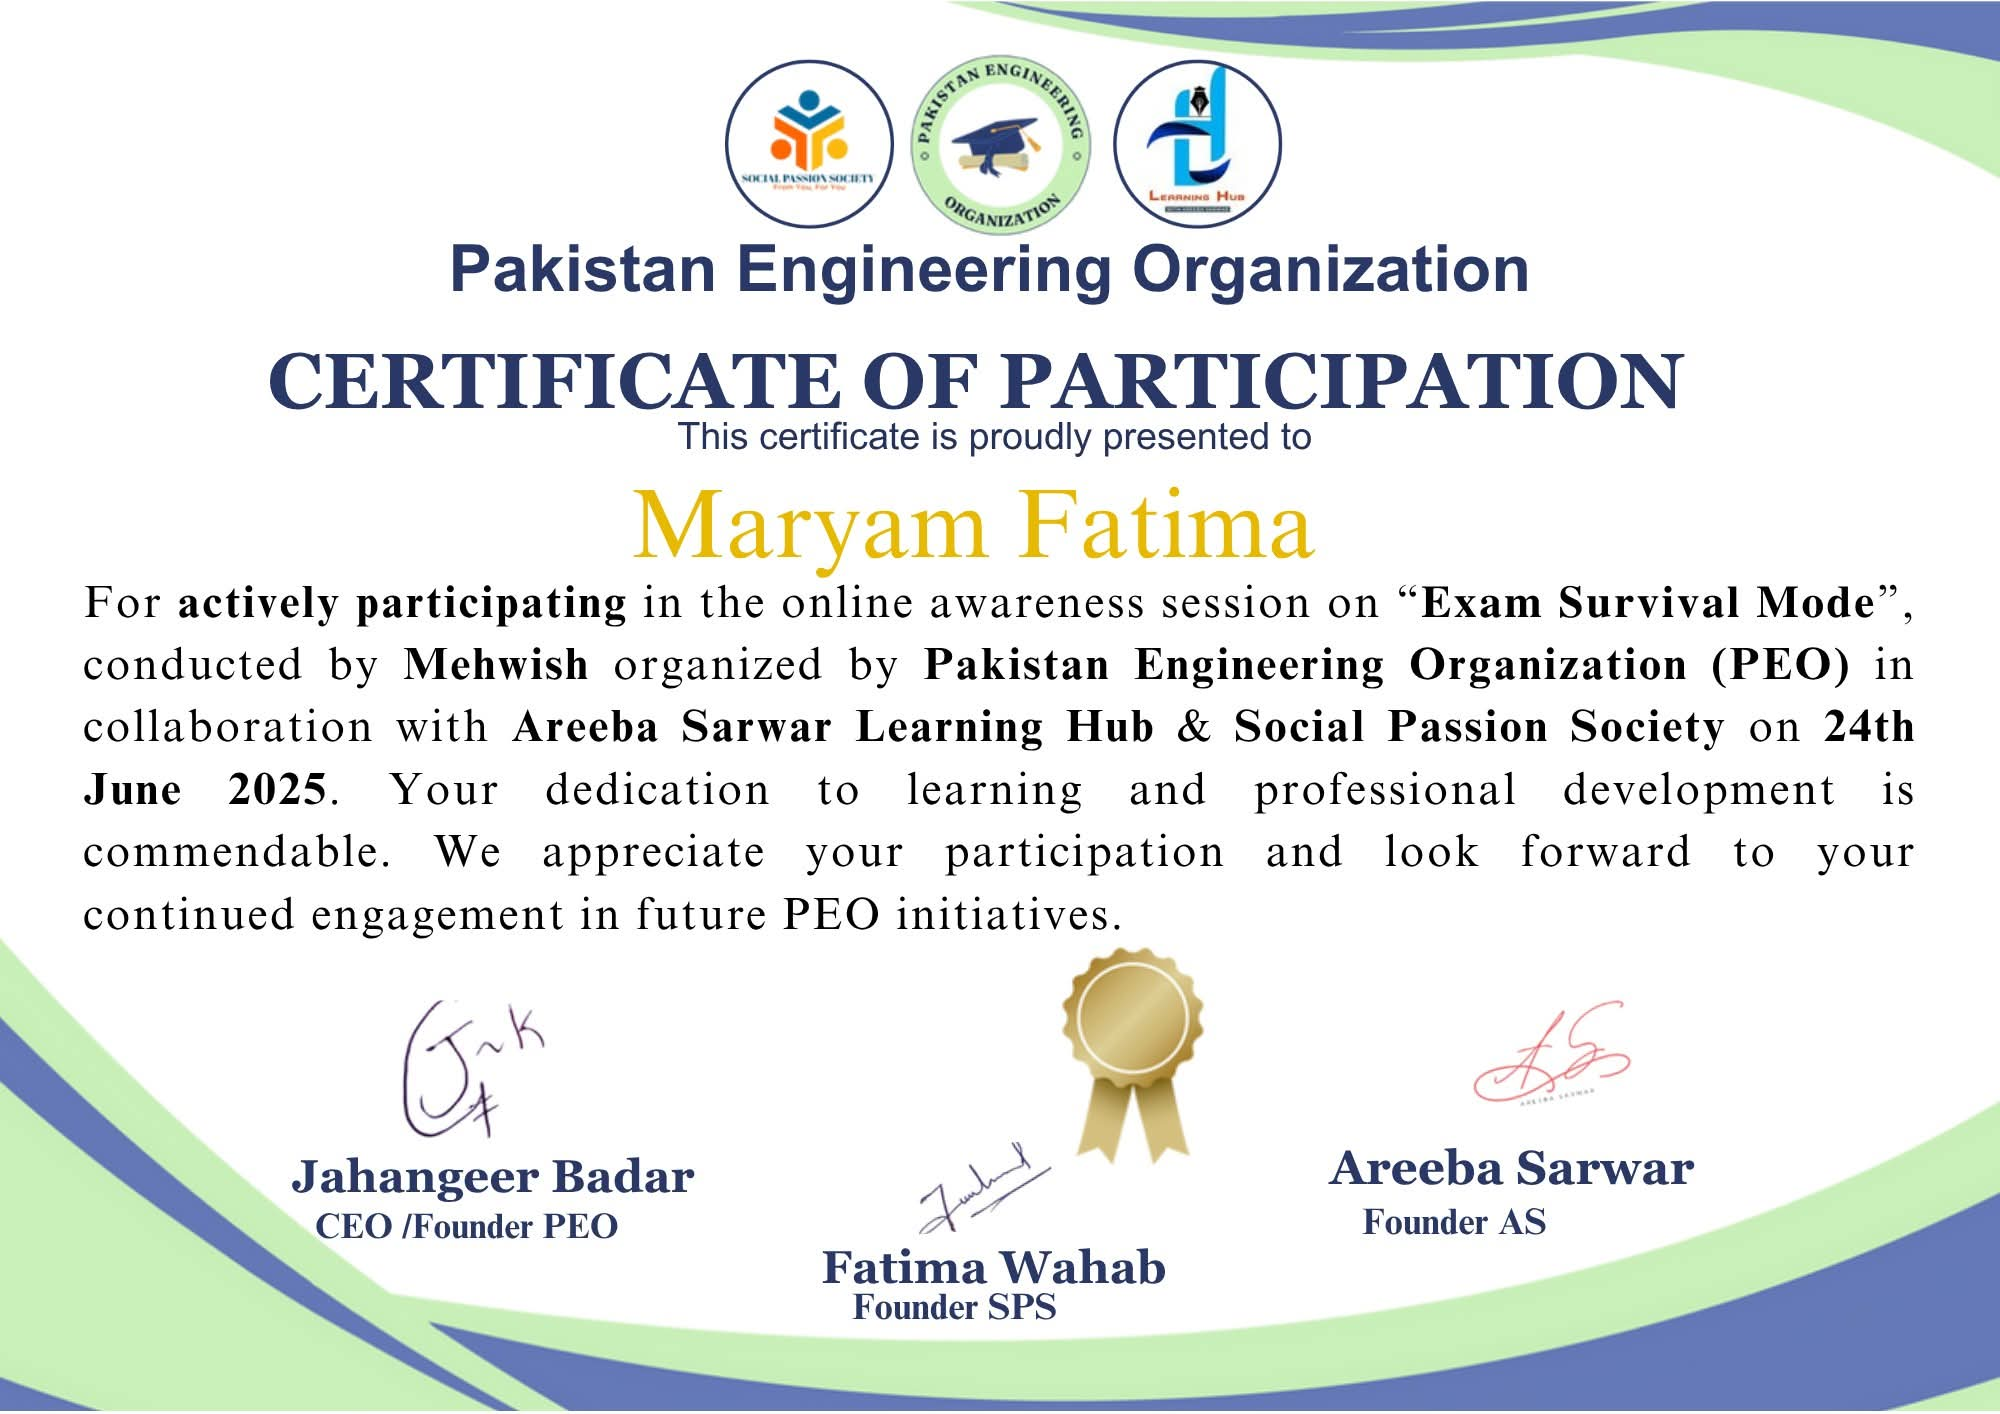 SOCIAL PASSION SOCIETY
From You, For You
PAKISTAN ENGINEERING
ORGANIZATION
LEARNING HUB
WITH AREEBA SARWAR
Pakistan Engineering Organization
CERTIFICATE OF PARTICIPATION
This certificate is proudly presented to
Maryam Fatima
For actively participating in the online awareness session on “Exam Survival Mode”,
conducted by Mehwish organized by Pakistan Engineering Organization (PEO) in
collaboration with Areeba Sarwar Learning Hub & Social Passion Society on 24th
June 2025. Your dedication to learning and professional development is
commendable. We appreciate your participation and look forward to your
continued engagement in future PEO initiatives.
AREEBA SARWAR
Jahangeer Badar
CEO /Founder PEO
Fatima Wahab
Founder SPS
Areeba Sarwar
Founder AS